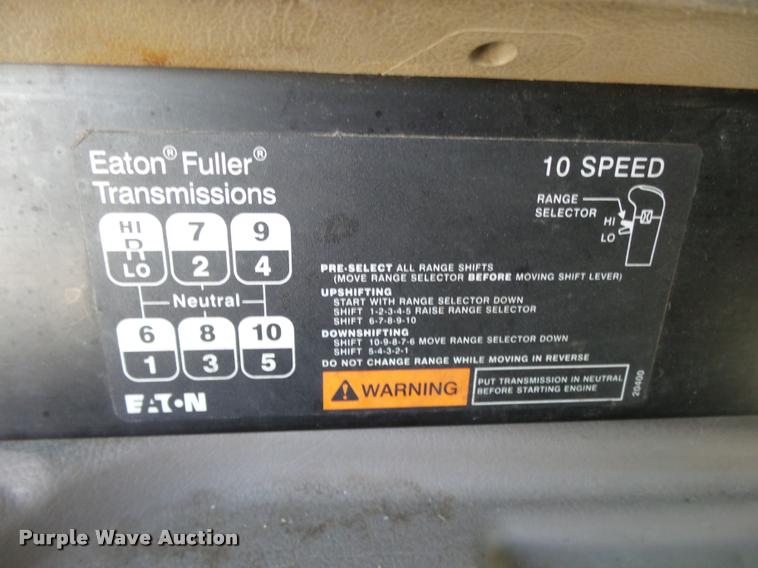 Eaton® Fuller®
Transmissions
10 SPEED
RANGE
SELECTOR
HI
LO
HI
R
LO
7
2
9
4
Neutral
6
1
8
3
10
5
PRE-SELECT ALL RANGE SHIFTS
(MOVE RANGE SELECTOR BEFORE MOVING SHIFT LEVER)
UPSHIFTING
START WITH RANGE SELECTOR DOWN
SHIFT 1-2-3-4-5 RAISE RANGE SELECTOR
SHIFT 6-7-8-9-10
DOWNSHIFTING
SHIFT 10-9-8-7-6 MOVE RANGE SELECTOR DOWN
SHIFT 5-4-3-2-1
DO NOT CHANGE RANGE WHILE MOVING IN REVERSE
WARNING
PUT TRANSMISSION IN NEUTRAL
BEFORE STARTING ENGINE
20400
EATON
Purple Wave Auction